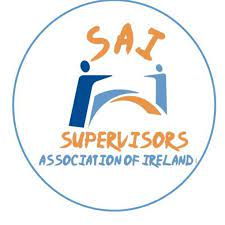 SAI
SUPERVISORS
ASSOCIATION OF IRELAND